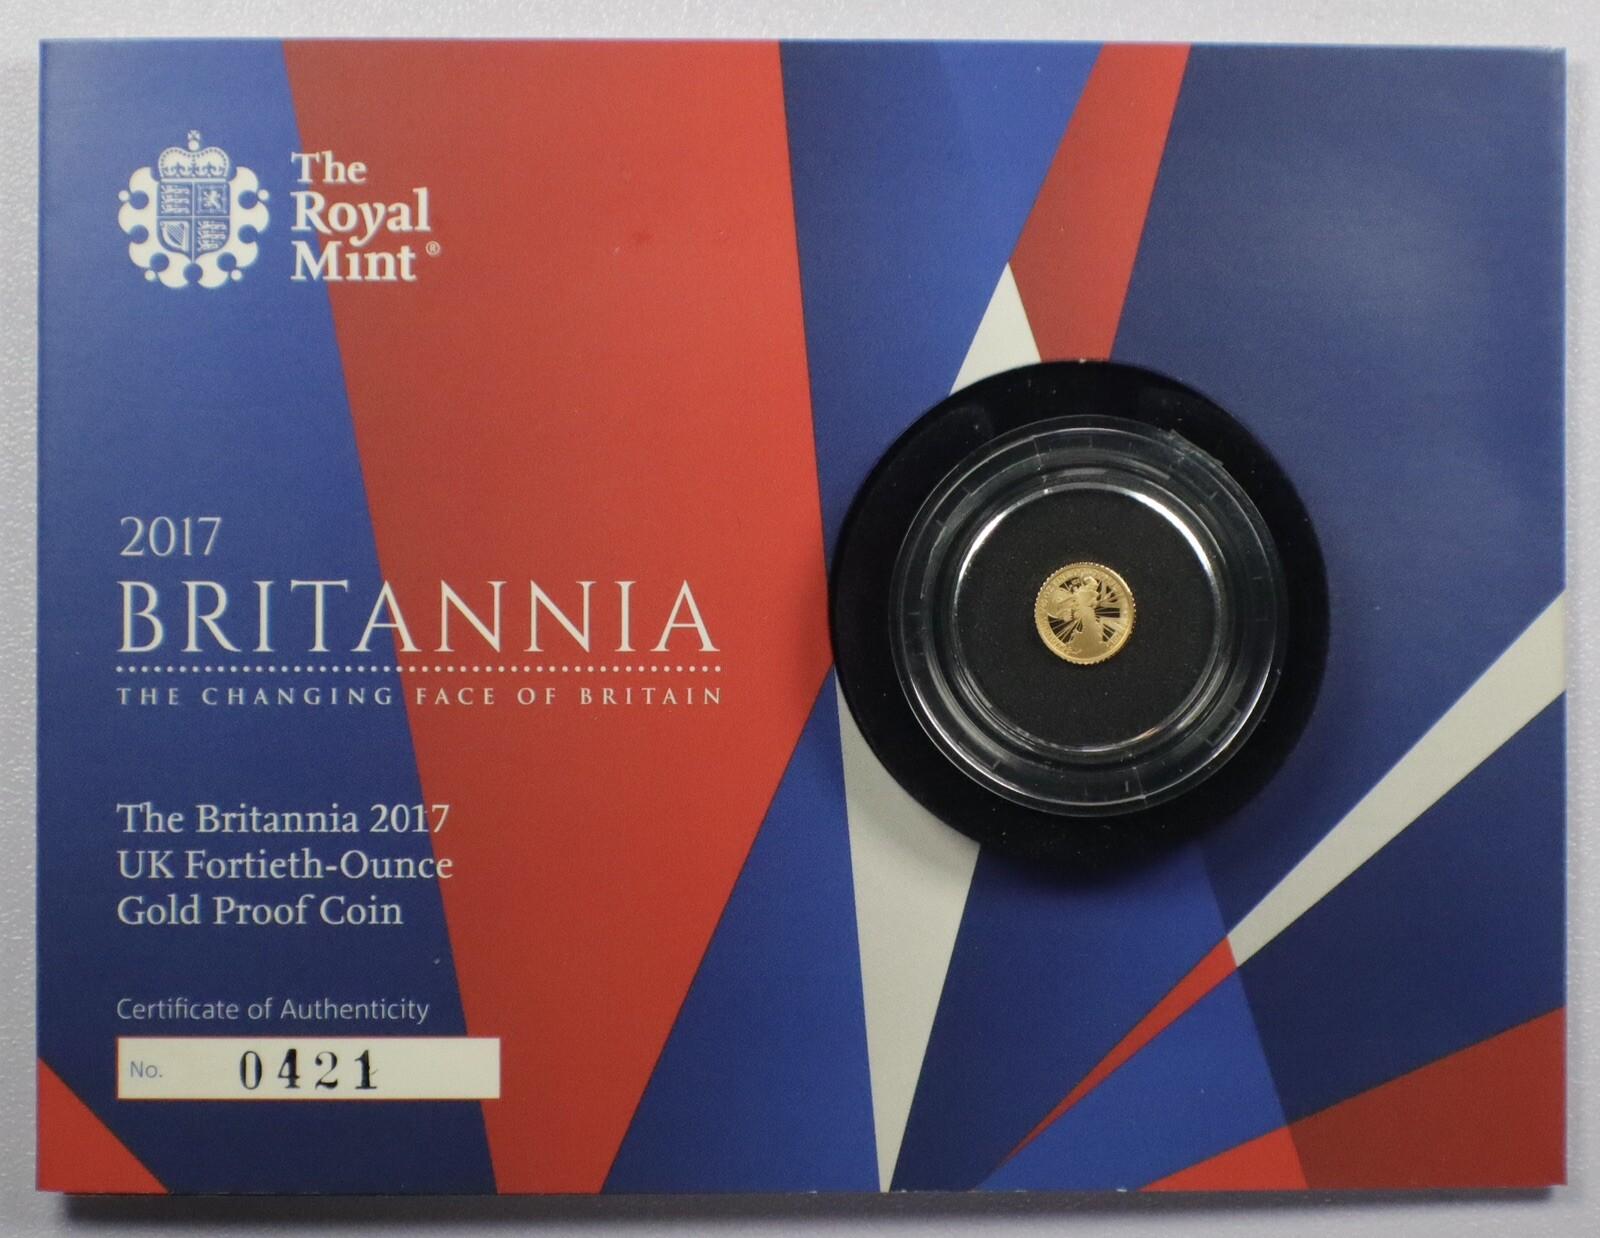 The
Royal
Mint®
2017
BRITANNIA
THE CHANGING FACE OF BRITAIN
The Britannia 2017
UK Fortieth-Ounce
Gold Proof Coin
Certificate of Authenticity
No. 0421